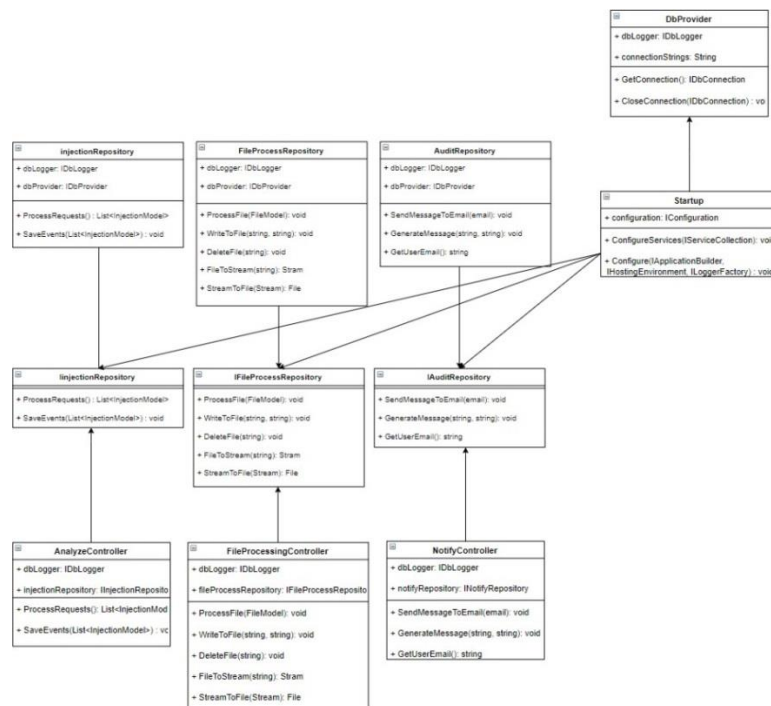 DbProvider
+ dbLogger: IDbLogger
+ connectionStrings: String
+ GetConnection(): IDbConnection
+ CloseConnection(IDbConnection) : vo
injectionRepository
+ dbLogger: IDbLogger
+ dbProvider: IDbProvider
+ ProcessRequests() : List<InjectionModel>
+ SaveEvents(List<InjectionModel>) : void
FileProcessRepository
+ dbLogger: IDbLogger
+ dbProvider: IDbProvider
+ ProcessFile(FileModel): void
+ WriteToFile(string, string): void
+ DeleteFile(string): void
+ FileToStream(string): Stram
+ StreamToFile(Stream): File
AuditRepository
+ dbLogger: IDbLogger
+ dbProvider: IDbProvider
+ SendMessageToEmail(email): void
+ GenerateMessage(string, string): void
+ GetUserEmail(): string
Startup
+ configuration: IConfiguration
+ ConfigureServices(IServiceCollection): voi
+ Configure(IApplicationBuilder,
IHostingEnvironment, ILoggerFactory) : void
IinjectionRepository
+ ProcessRequests() : List<InjectionModel>
+ SaveEvents(List<InjectionModel>) : void
IFileProcessRepository
+ ProcessFile(FileModel): void
+ WriteToFile(string, string): void
+ DeleteFile(string): void
+ FileToStream(string): Stram
+ StreamToFile(Stream): File
IAuditRepository
+ SendMessageToEmail(email): void
+ GenerateMessage(string, string): void
+ GetUserEmail(): string
AnalyzeController
+ dbLogger: IDbLogger
+ injectionRepository: IInjectionReposito
+ ProcessRequests(): List<InjectionMod
+ SaveEvents(List<InjectionModel>) : vo
FileProcessingController
+ dbLogger: IDbLogger
+ fileProcessRepository: IFileProcessReposito
+ ProcessFile(FileModel): void
+ WriteToFile(string, string): void
+ DeleteFile(string): void
+ FileToStream(string): Stram
+ StreamToFile(Stream): File
NotifyController
+ dbLogger: IDbLogger
+ notifyRepository: INotifyRepository
+ SendMessageToEmail(email): void
+ GenerateMessage(string, string): void
+ GetUserEmail(): string